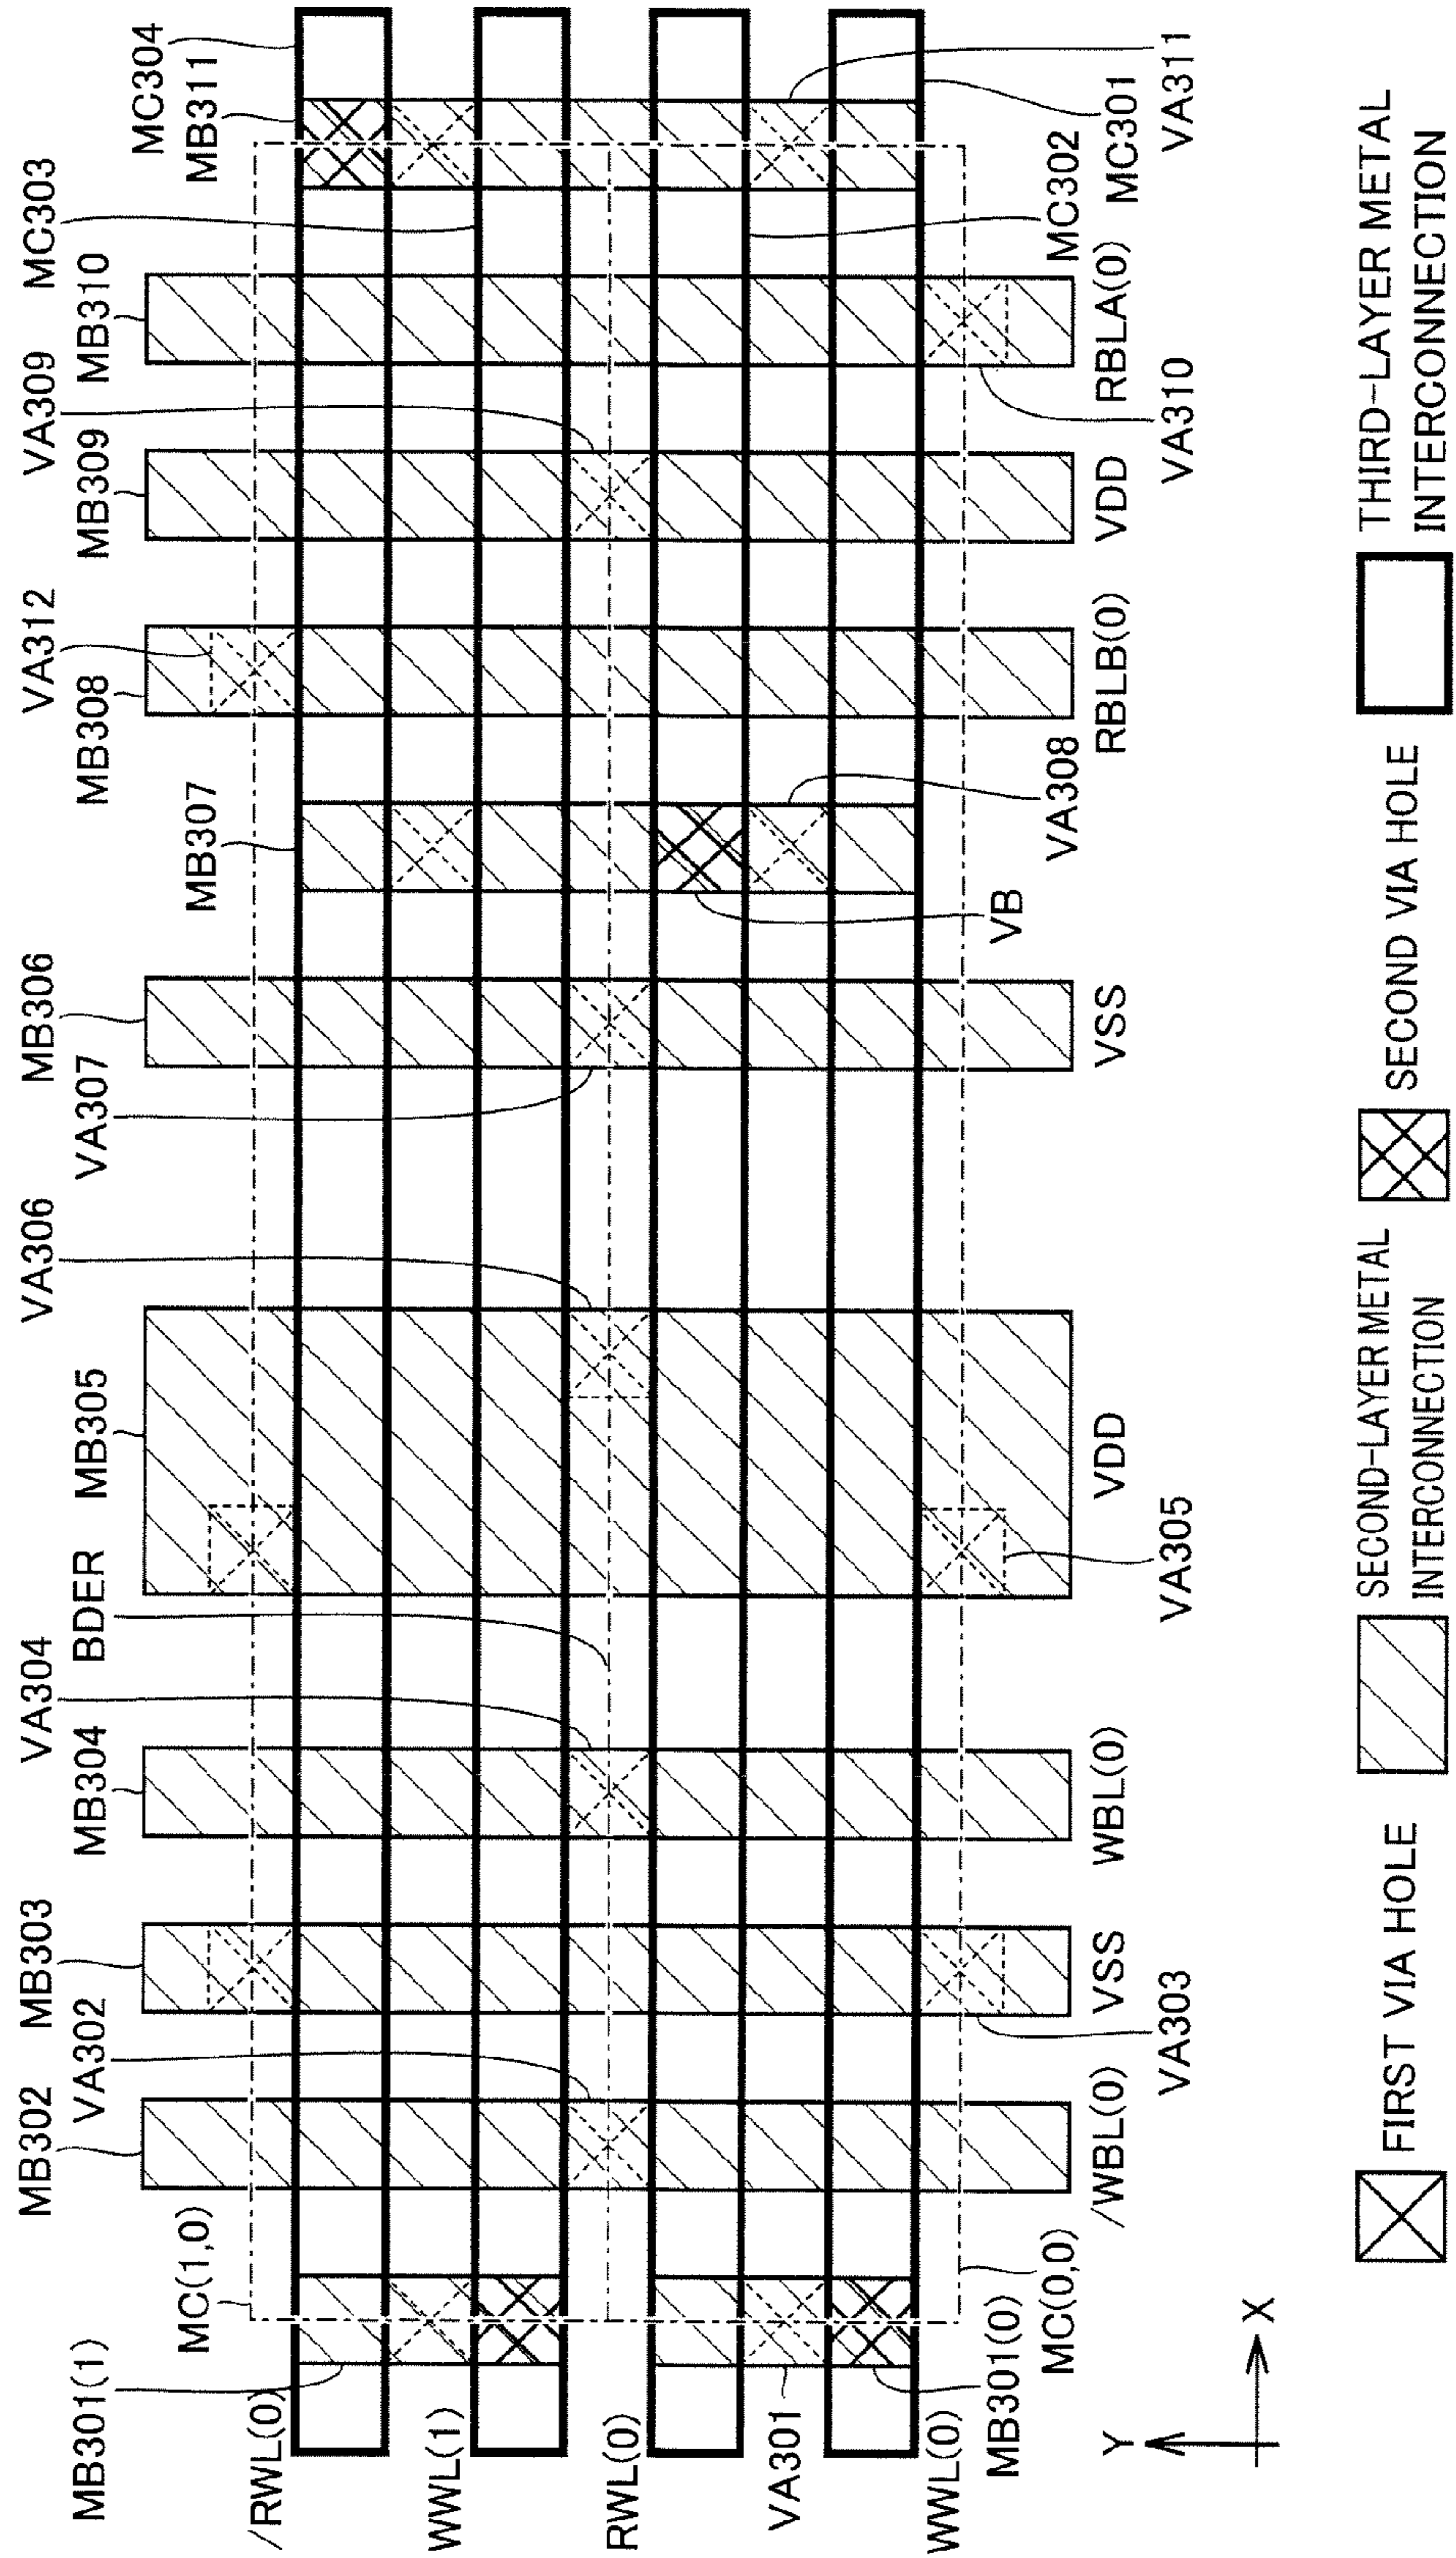 MB302
MB303
VA304
VA306
MB306
VA312
VA309
MC303
VA302
MB304
BDER
MB305
VA307
MB308
MB309
MB310
MB301(1)
MC(1,0)
MB307
MB311
MC304
/RWL(0)
WWL(1)
RWL(0)
VA301
WWL(0)
MB301(0)
MC(0,0)
VB
VA308
MC302
MC301
/WBL(0)
VSS
WBL(0)
VDD
VSS
RBLB(0)
VDD
RBLA(0)
VA303
VA305
VA310
VA311
Y
X
FIRST VIA HOLE
SECOND-LAYER METAL
INTERCONNECTION
SECOND VIA HOLE
THIRD-LAYER METAL
INTERCONNECTION